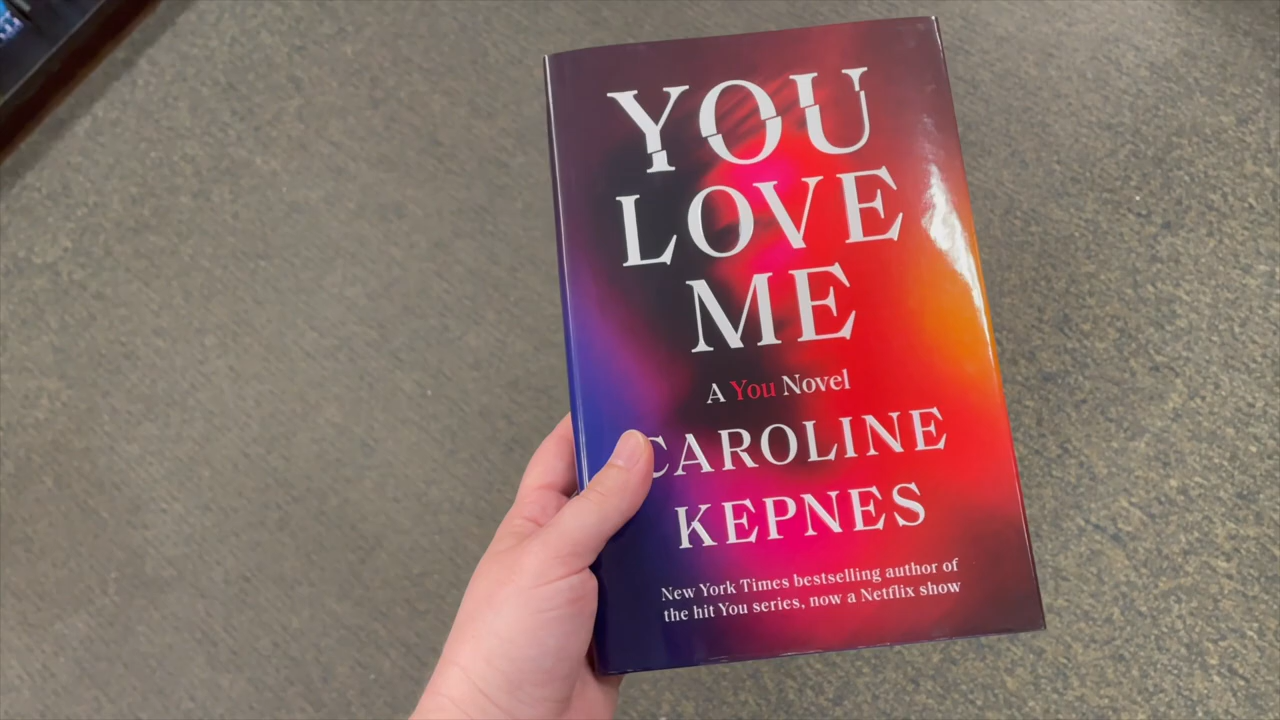 YOU
LOVE
ME
A You Novel
CAROLINE
KEPNES
New York Times bestselling author of
the hit You series, now a Netflix show